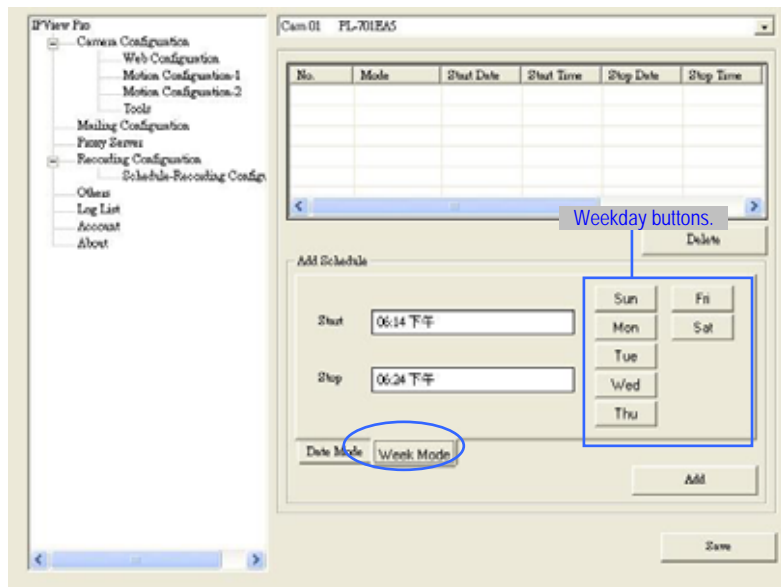 IPView Pro
Camera Configuration
Web Configuration
Motion Configuration-1
Motion Configuration-2
Tools
Mailing Configuration
Proxy Server
Recording Configuration
Schedule-Recording Configu
Others
Log List
Account
About
Cam 01 PL-701EA5
No. Mode Start Date Start Time Stop Date Stop Time
Weekday buttons.
Delete
Add Schedule
Start 06:14 下午
Stop 06:24 下午
Sun Fri
Mon Sat
Tue
Wed
Thu
Date Mode Week Mode
Add
Save